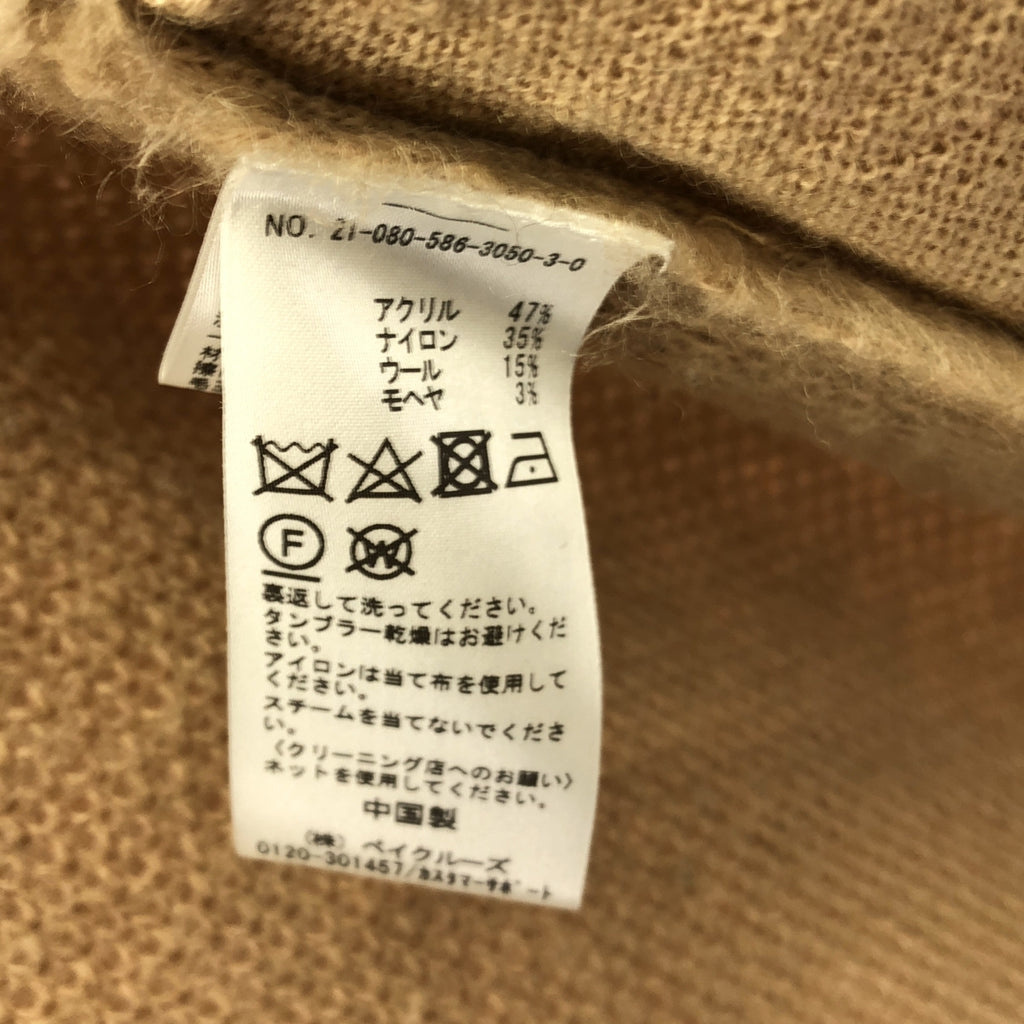 NO. 21-080-586-3050-3-0
アクリル 47%
ナイロン 35%
ウール 15%
モヘヤ 3%
F
W
裏返して洗ってください。
タンブラー乾燥はお避けくだ
さい。
アイロンは当て布を使用して
ください。
スチームを当てないでくださ
い。
〈クリーニング店へのお願い〉
ネットを使用してください。
中国製
(株) ベイクルーズ
0120-301457/カスタマーサポート